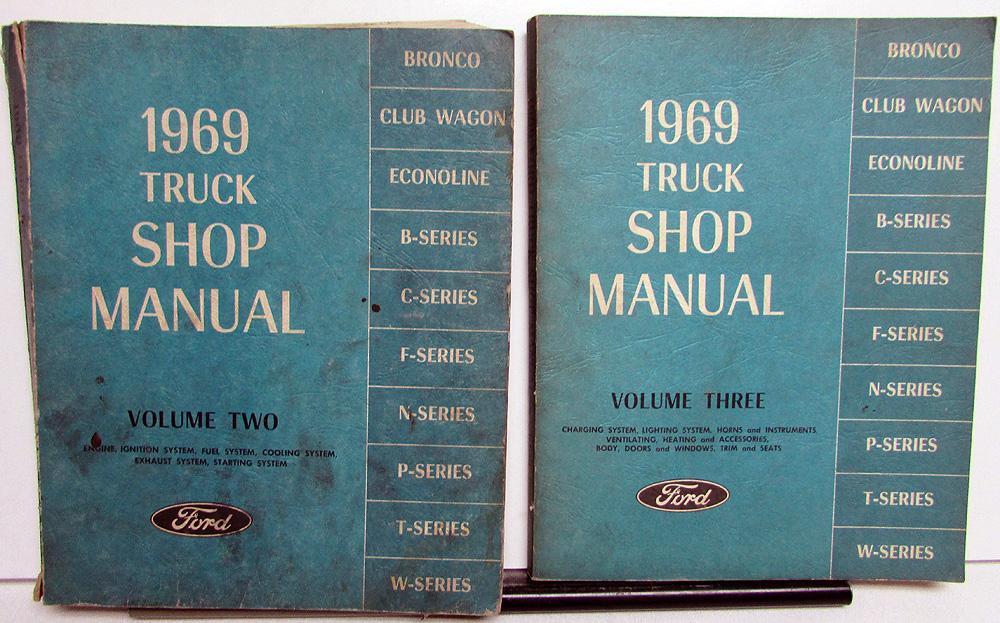 1969
TRUCK
SHOP
MANUAL
VOLUME TWO
ENGINE, IGNITION SYSTEM, FUEL SYSTEM, COOLING SYSTEM,
EXHAUST SYSTEM, STARTING SYSTEM
Ford
BRONCO
CLUB WAGON
ECONOLINE
B-SERIES
C-SERIES
F-SERIES
N-SERIES
P-SERIES
T-SERIES
W-SERIES
1969
TRUCK
SHOP
MANUAL
VOLUME THREE
CHARGING SYSTEM, LIGHTING SYSTEM, HORNS and INSTRUMENTS
VENTILATING, HEATING and ACCESSORIES,
BODY, DOORS and WINDOWS, TRIM and SEATS
Ford
BRONCO
CLUB WAGON
ECONOLINE
B-SERIES
C-SERIES
F-SERIES
N-SERIES
P-SERIES
T-SERIES
W-SERIES